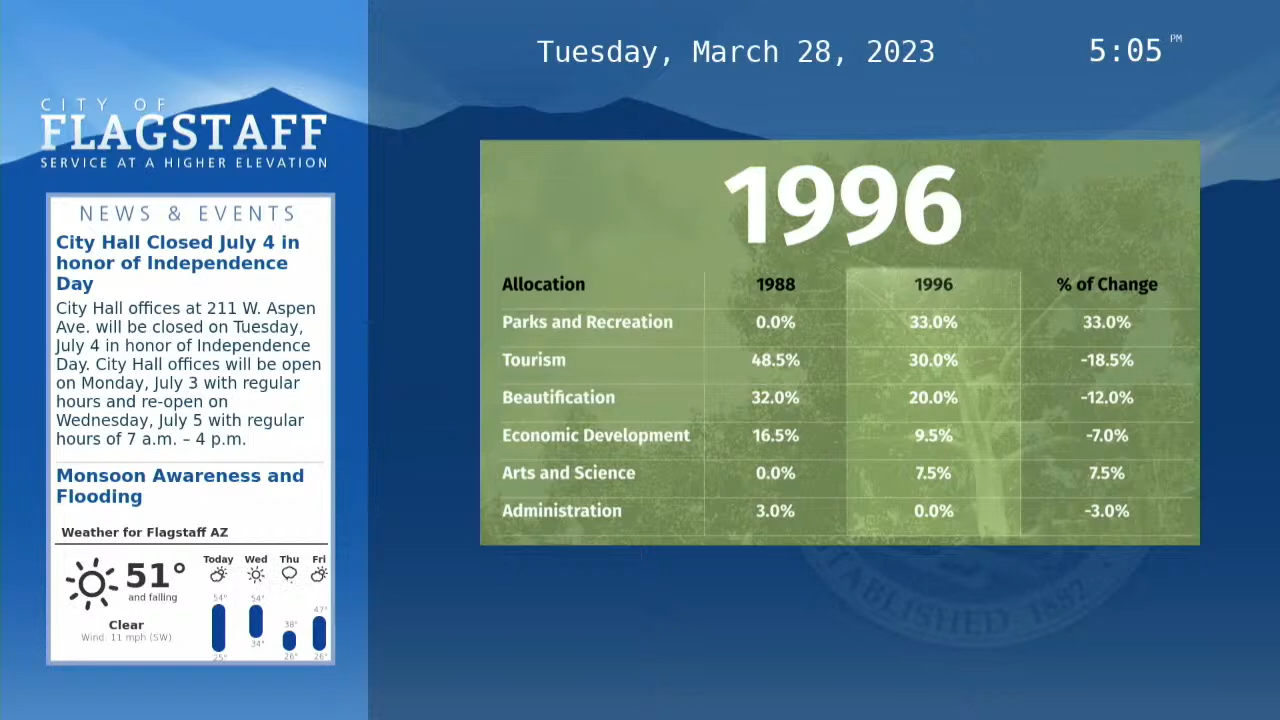 Tuesday, March 28, 2023
5:05 PM
CITY OF
FLAGSTAFF
SERVICE AT A HIGHER ELEVATION
NEWS & EVENTS
City Hall Closed July 4 in
honor of Independence
Day
City Hall offices at 211 W. Aspen
Ave. will be closed on Tuesday,
July 4 in honor of Independence
Day. City Hall offices will be open
on Monday, July 3 with regular
hours and re-open on
Wednesday, July 5 with regular
hours of 7 a.m. – 4 p.m.
Monsoon Awareness and
Flooding
Weather for Flagstaff AZ
51°
and falling
Clear
Wind: 11 mph (SW)
Today Wed Thu Fri
54° 54° 38° 47°
25° 34° 26° 26°
1996
Allocation 1988 1996 % of Change
Parks and Recreation 0.0% 33.0% 33.0%
Tourism 48.5% 30.0% -18.5%
Beautification 32.0% 20.0% -12.0%
Economic Development 16.5% 9.5% -7.0%
Arts and Science 0.0% 7.5% 7.5%
Administration 3.0% 0.0% -3.0%
TABLISHED 1882